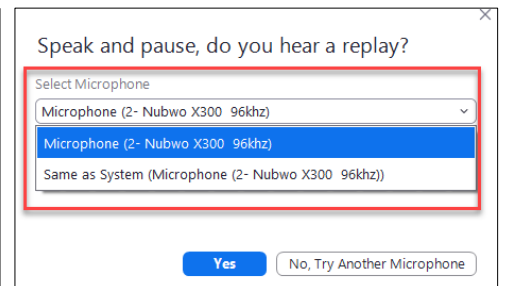 Speak and pause, do you hear a replay?
Select Microphone
Microphone (2- Nubwo X300  96khz)
Microphone (2- Nubwo X300  96khz)
Same as System (Microphone (2- Nubwo X300  96khz))
Yes
No, Try Another Microphone